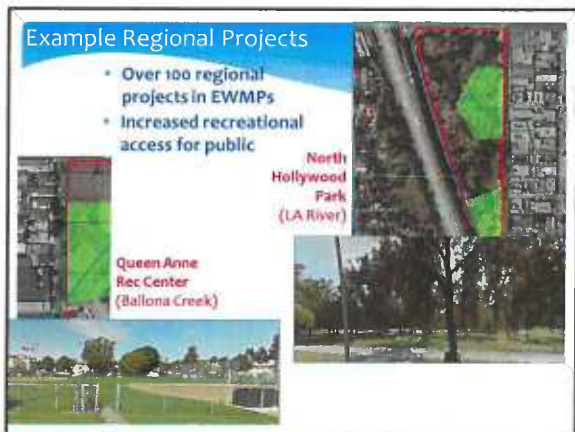 Example Regional Projects
• Over 100 regional
projects in EWMPs
• Increased recreational
access for public
North
Hollywood
Park
(LA River)
Queen Anne
Rec Center
(Ballona Creek)